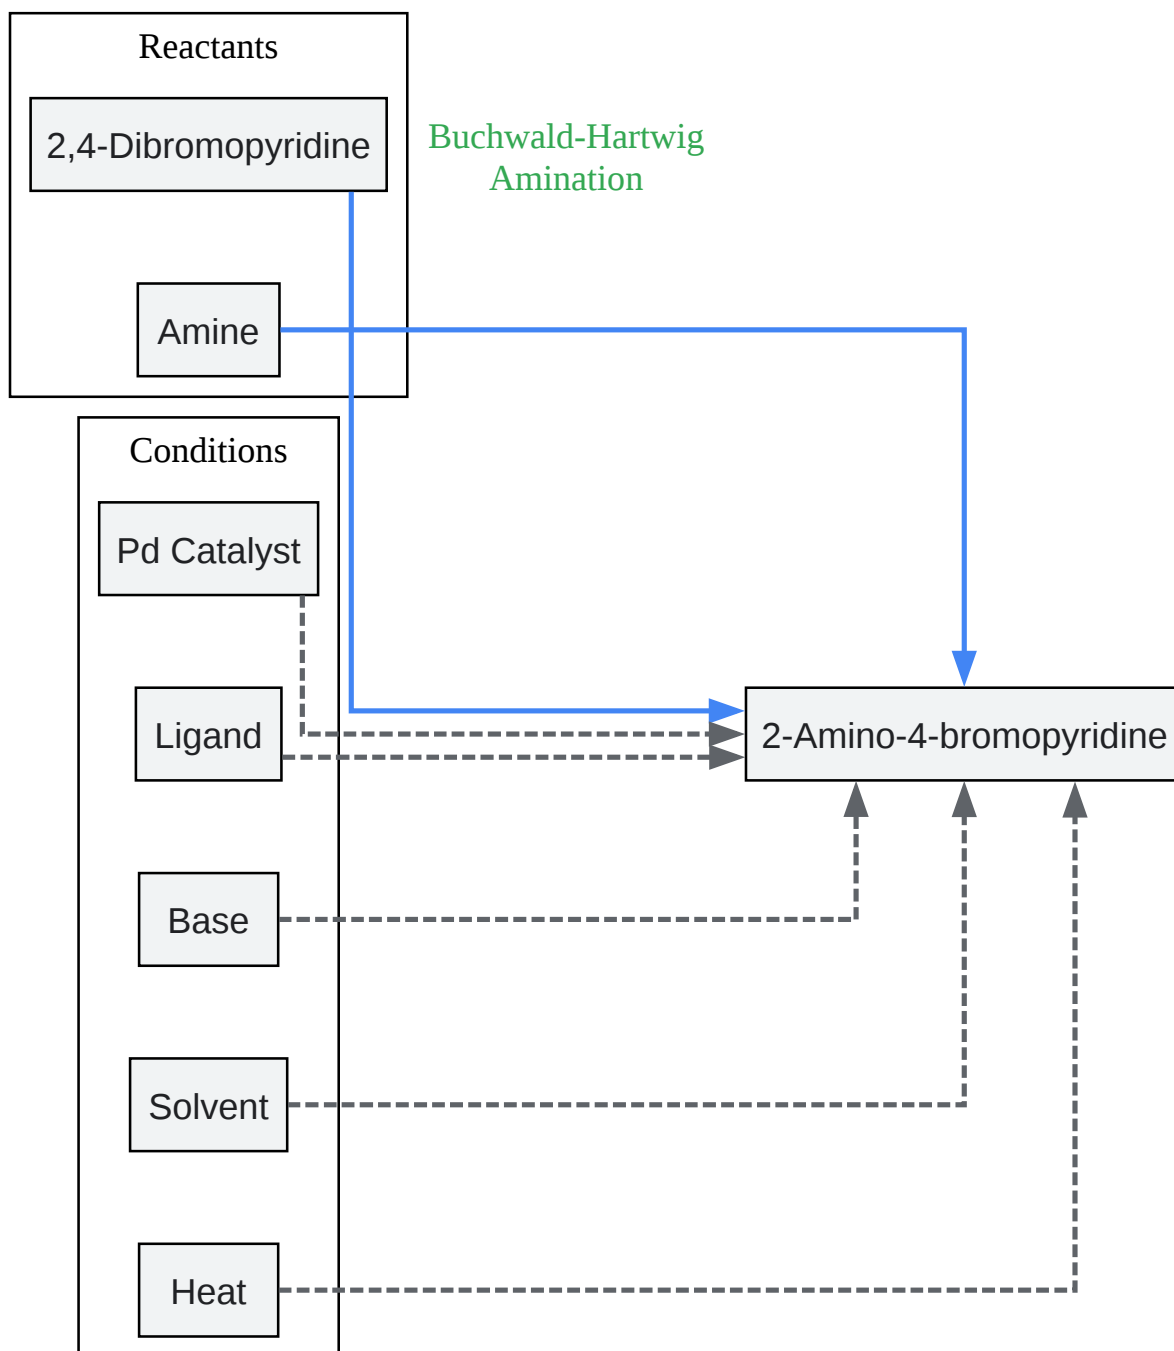 Reactants
2,4-Dibromopyridine
Buchwald-Hartwig
Amination
Amine
Conditions
Pd Catalyst
Ligand
2-Amino-4-bromopyridine
Base
Solvent
Heat